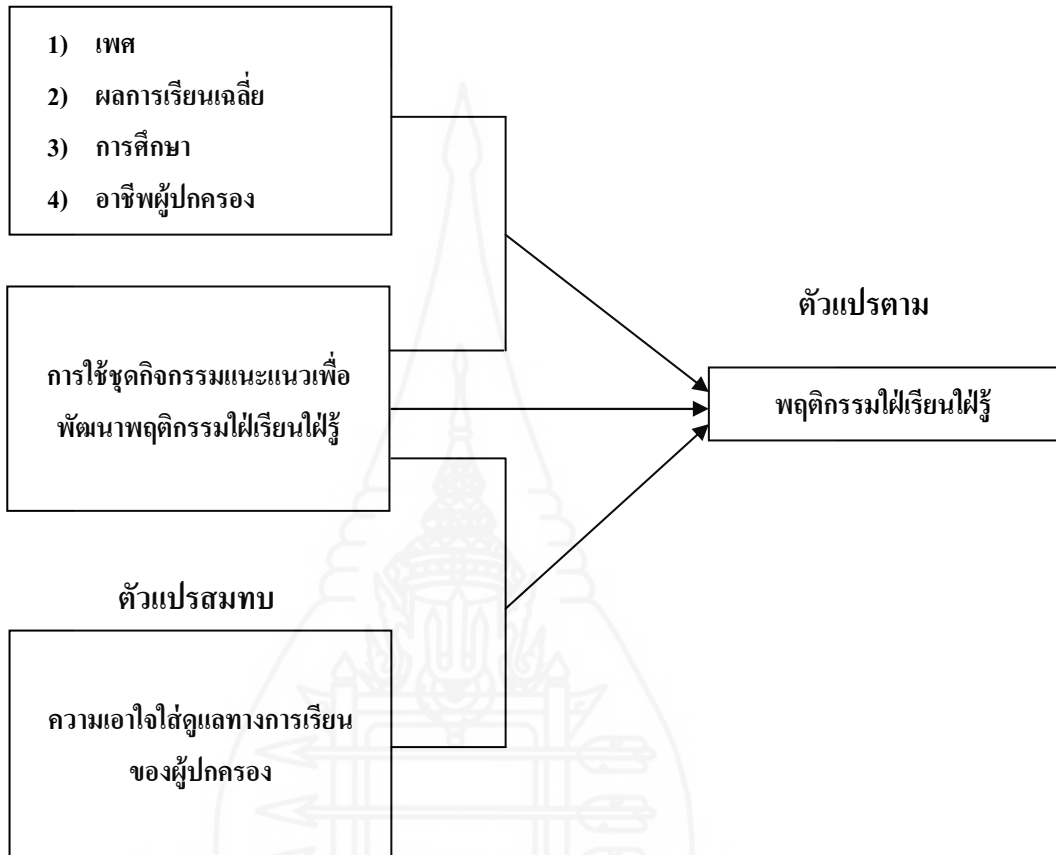 1) เพศ
2) ผลการเรียนเฉลี่ย
3) การศึกษา
4) อาชีพผู้ปกครอง
การใช้ชุดกิจกรรมแนะแนวเพื่อ
พัฒนาพฤติกรรมใฝ่เรียนใฝ่รู้
ตัวแปรตาม
พฤติกรรมใฝ่เรียนใฝ่รู้
ตัวแปรสมทบ
ความเอาใจใส่ดูแลทางการเรียน
ของผู้ปกครอง